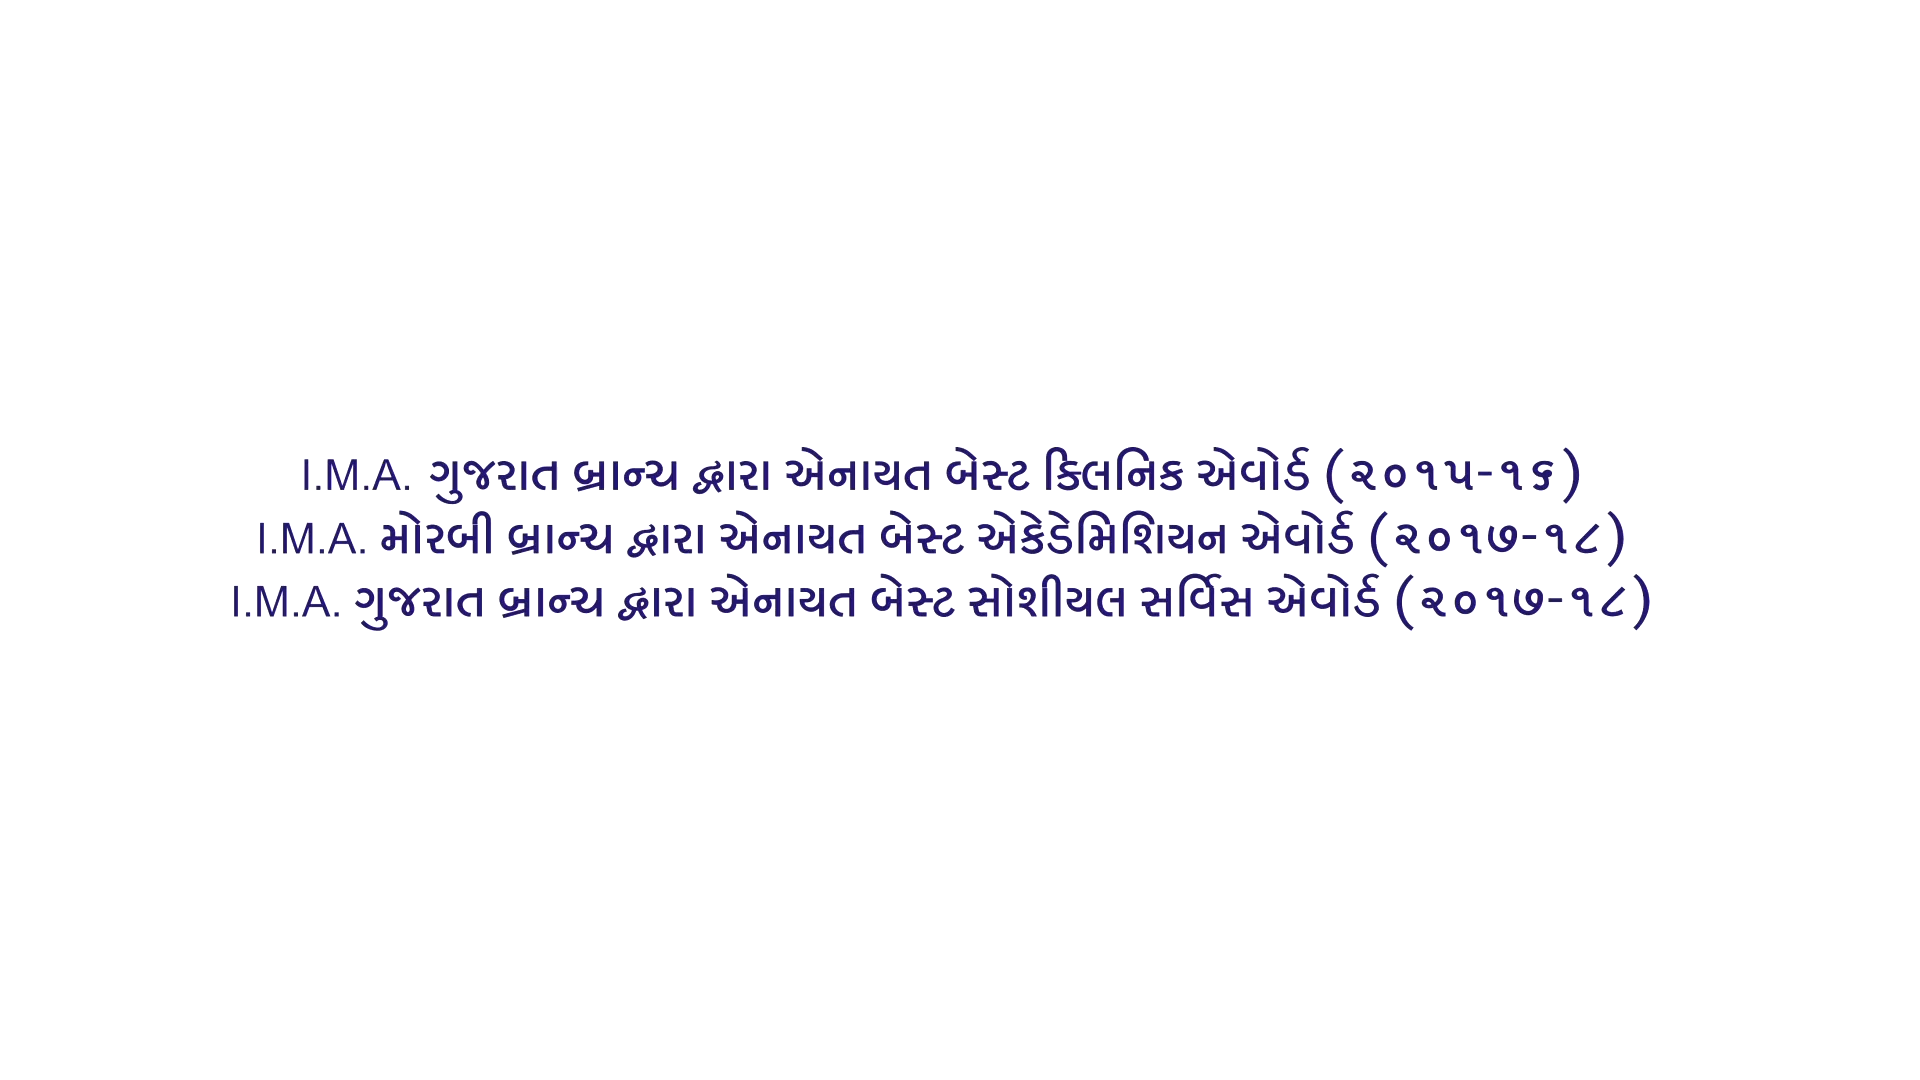 I.M.A. ગુજરાત બ્રાન્ચ દ્વારા એનાયત બેસ્ટ ક્લિનિક એવોર્ડ (૨૦૧૫-૧૬)
I.M.A. મોરબી બ્રાન્ચ દ્વારા એનાયત બેસ્ટ એકેડેમિશિયન એવોર્ડ (૨૦૧૭-૧૮)
I.M.A. ગુજરાત બ્રાન્ચ દ્વારા એનાયત બેસ્ટ સોશીયલ સર્વિસ એવોર્ડ (૨૦૧૭-૧૮)